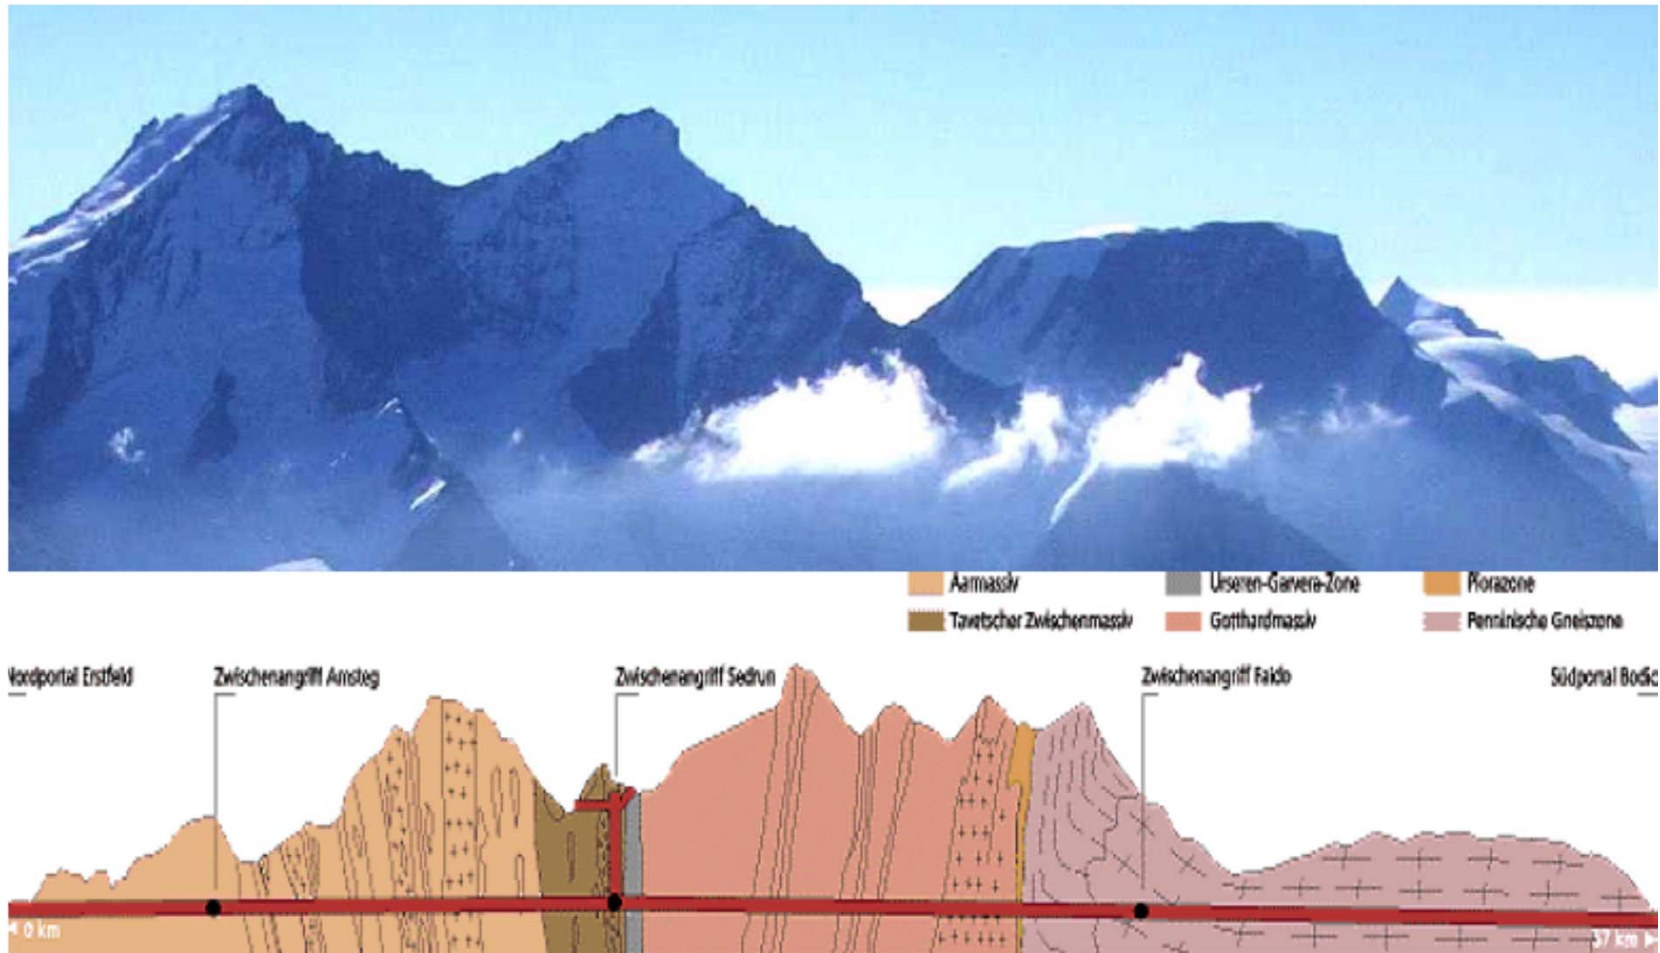 Aarmassiv
Urseren-Garvera-Zone
Piorazone
Tavetscher Zwischenmassiv
Gotthardmassiv
Penninische Gneiszone
Nordportal Erstfeld
Zwischenangriff Amsteg
Zwischenangriff Sedrun
Zwischenangriff Faido
Südportal Bodio
0 km
57 km